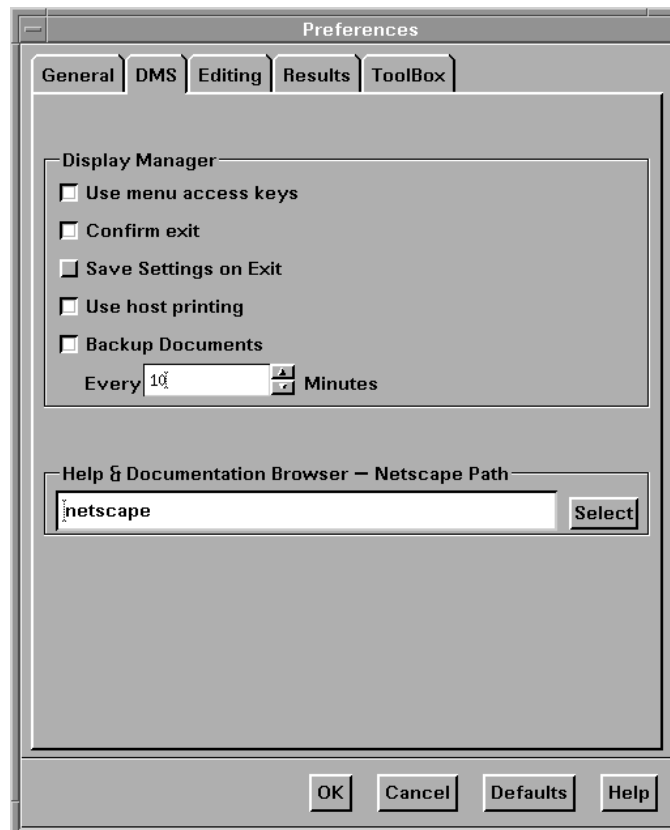 Preferences
General DMS Editing Results ToolBox
Display Manager
Use menu access keys
Confirm exit
Save Settings on Exit
Use host printing
Backup Documents
Every 10 Minutes
Help & Documentation Browser – Netscape Path
netscape Select
OK Cancel Defaults Help